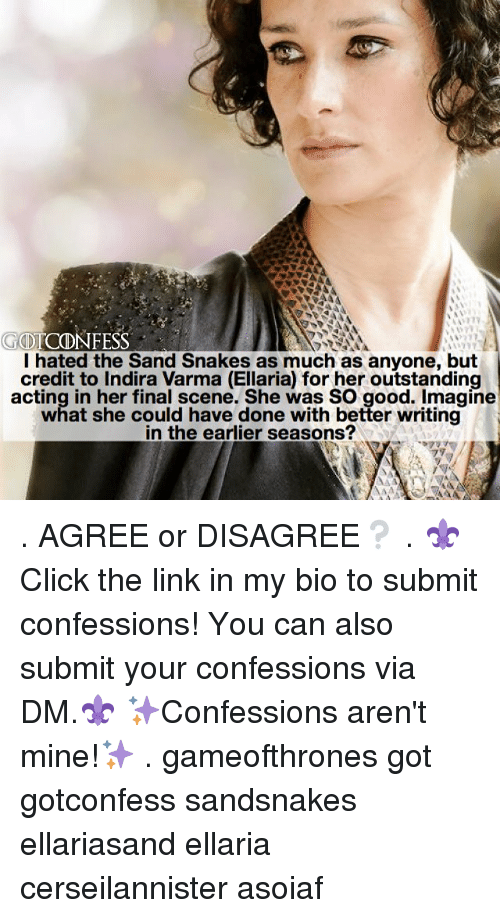 GOTCONFESS
I hated the Sand Snakes as much as anyone, but
credit to Indira Varma (Ellaria) for her outstanding
acting in her final scene. She was SO good. Imagine
what she could have done with better writing
in the earlier seasons?
. AGREE or DISAGREE❔ . ⚜
Click the link in my bio to submit
confessions! You can also
submit your confessions via
DM.⚜ ✨Confessions aren't
mine!✨ . gameofthrones got
gotconfess sandsnakes
ellariasand ellaria
cerseilannister asoiaf